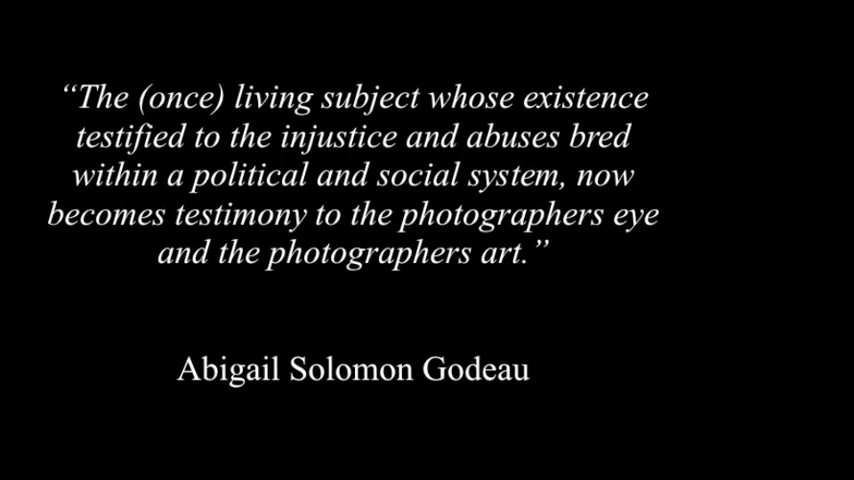 “The (once) living subject whose existence
testified to the injustice and abuses bred
within a political and social system, now
becomes testimony to the photographers eye
and the photographers art.”
Abigail Solomon Godeau